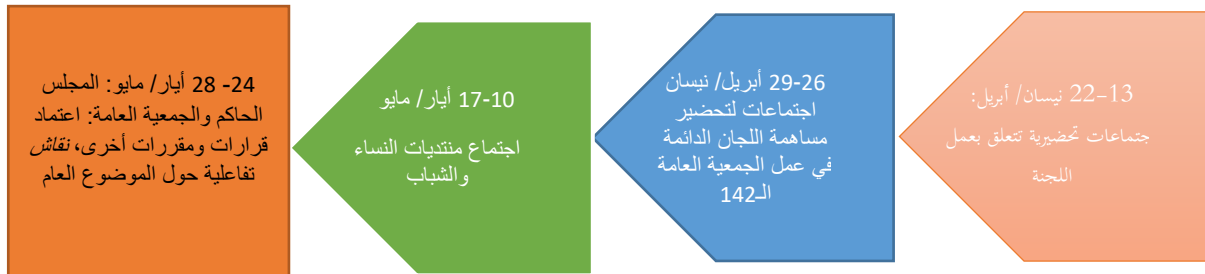 13-22 نيسان/ أبريل:
جتماعات تحضيرية تتعلق بعمل
اللجنة
26-29 أبريل/ نيسان
اجتماعات لتحضير
مساهمة اللجان الدائمة
في عمل الجمعية العامة
الـ142
10-17 أيار/ مايو
اجتماع منتديات النساء
والشباب
24- 28 أيار/ مايو: المجلس
الحاكم والجمعية العامة: اعتماد
قرارات ومقررات أخرى، نقاش
تفاعلية حول الموضوع العام